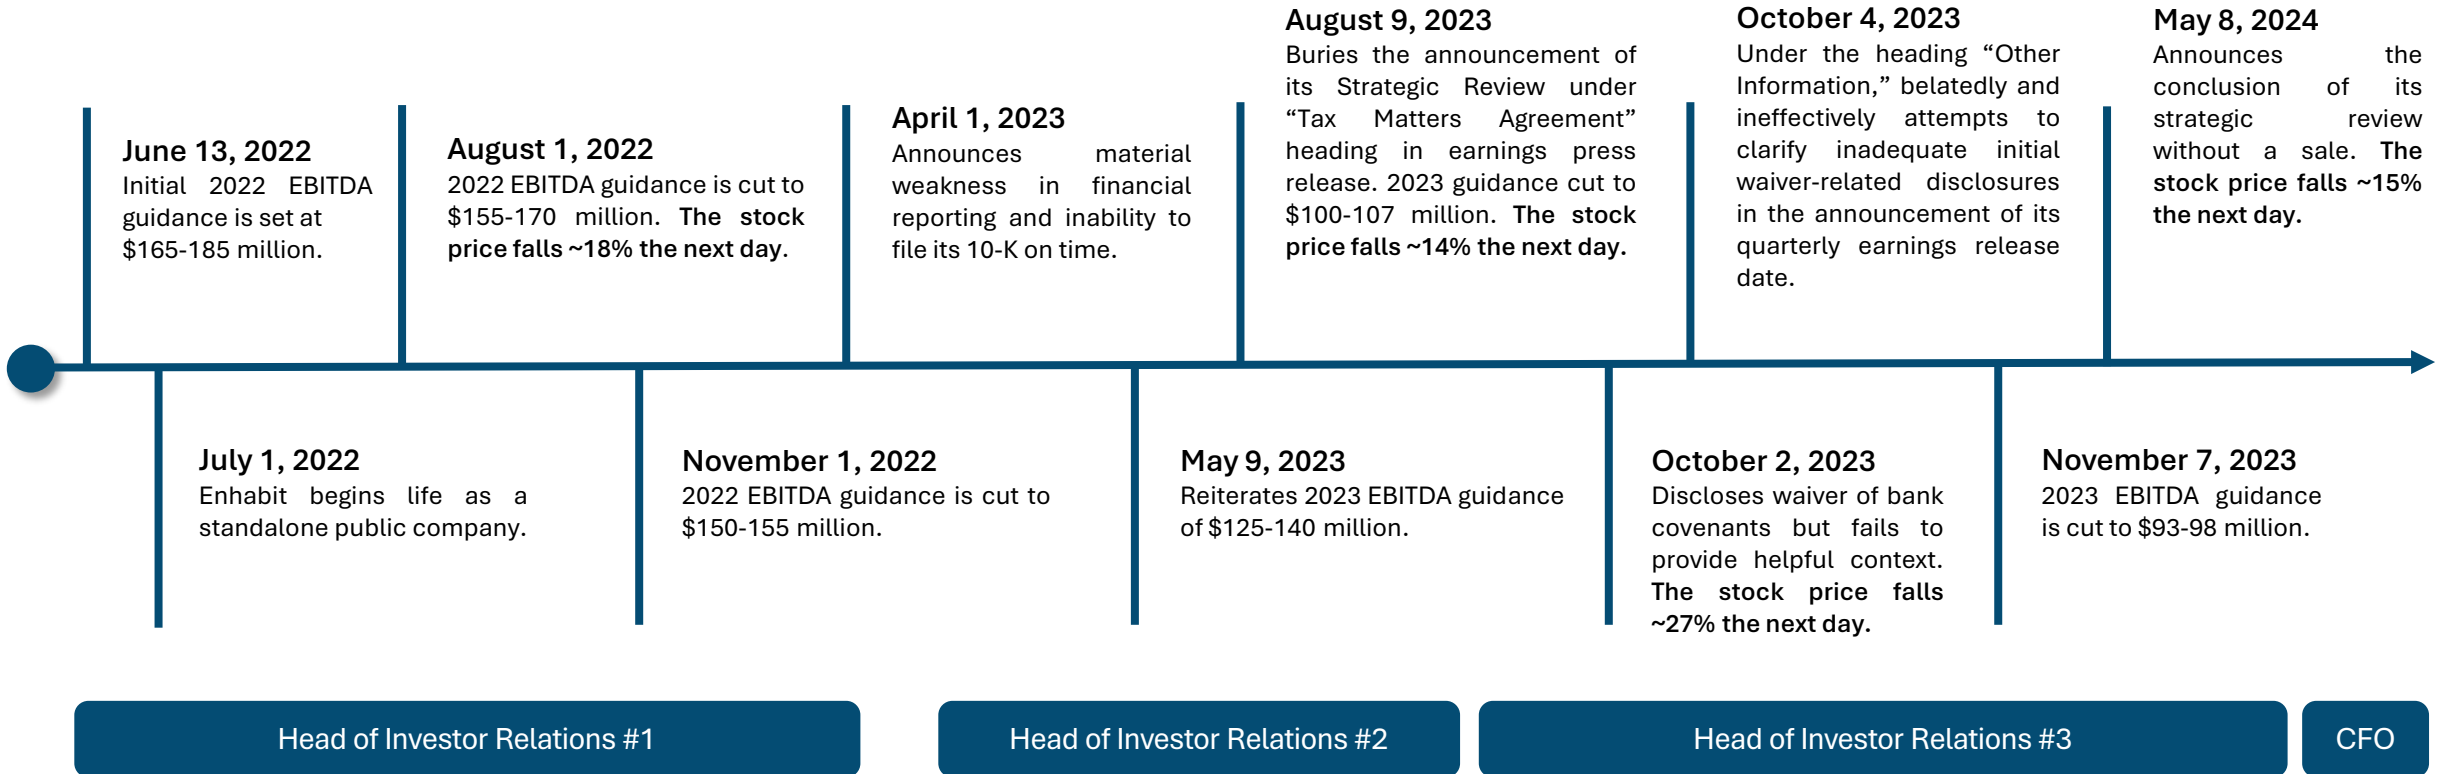 June 13, 2022
Initial 2022 EBITDA
guidance is set at
$165-185 million.
August 1, 2022
2022 EBITDA guidance is cut to
$155-170 million. The stock
price falls ~18% the next day.
April 1, 2023
Announces material
weakness in financial
reporting and inability to
file its 10-K on time.
August 9, 2023
Buries the announcement of
its Strategic Review under
“Tax Matters Agreement”
heading in earnings press
release. 2023 guidance cut to
$100-107 million. The stock
price falls ~14% the next day.
October 4, 2023
Under the heading “Other
Information,” belatedly and
ineffectively attempts to
clarify inadequate initial
waiver-related disclosures
in the announcement of its
quarterly earnings release
date.
May 8, 2024
Announces the
conclusion of its
strategic review
without a sale. The
stock price falls ~15%
the next day.
July 1, 2022
Enhabit begins life as a
standalone public company.
November 1, 2022
2022 EBITDA guidance is cut to
$150-155 million.
May 9, 2023
Reiterates 2023 EBITDA guidance
of $125-140 million.
October 2, 2023
Discloses waiver of bank
covenants but fails to
provide helpful context.
The stock price falls
~27% the next day.
November 7, 2023
2023 EBITDA guidance
is cut to $93-98 million.
Head of Investor Relations #1
Head of Investor Relations #2
Head of Investor Relations #3
CFO